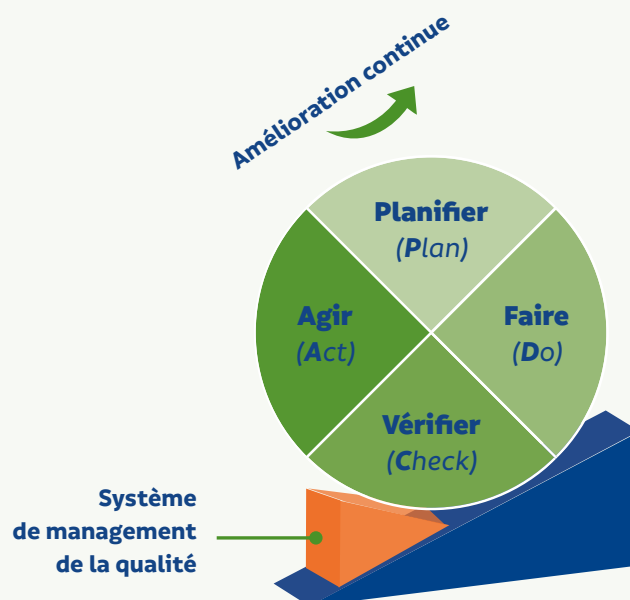 Amélioration continue
Planifier
(Plan)
Agir
(Act)
Faire
(Do)
Vérifier
(Check)
Système
de management
de la qualité